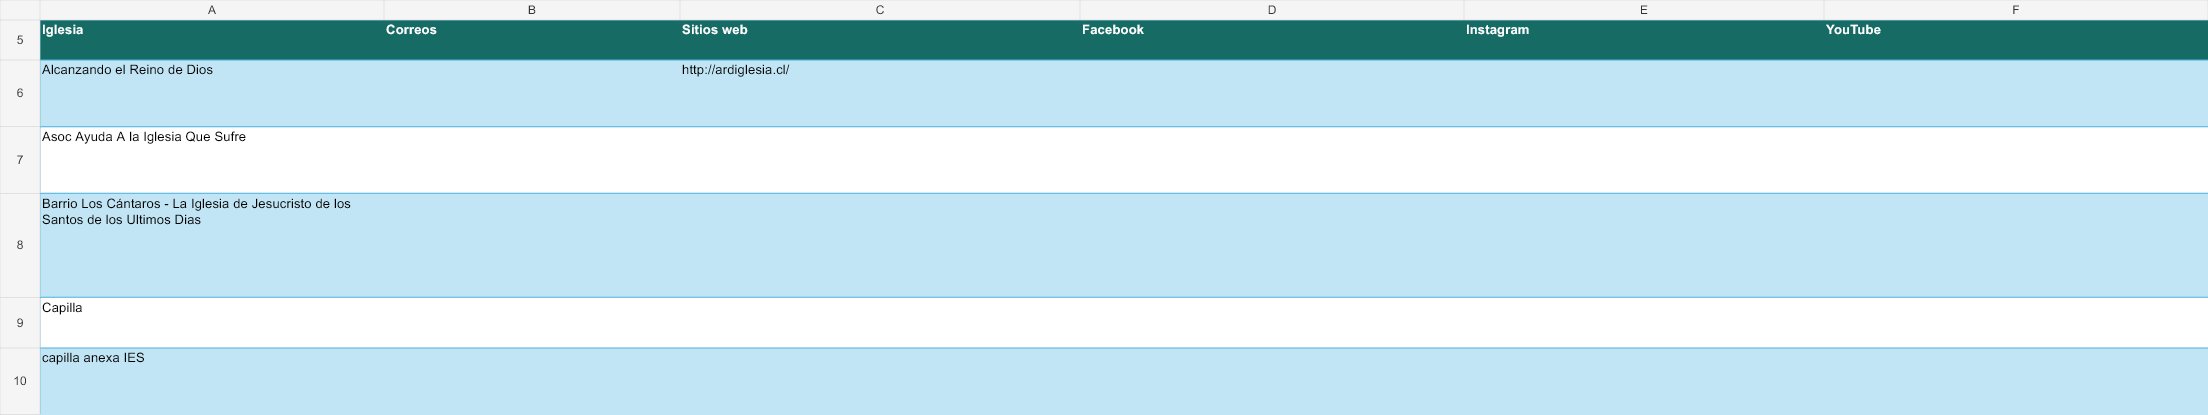 A B C D E F
5 Iglesia Correos Sitios web Facebook Instagram YouTube
6 Alcanzando el Reino de Dios http://ardiglesia.cl/
7 Asoc Ayuda A la Iglesia Que Sufre
8 Barrio Los Cántaros - La Iglesia de Jesucristo de los
Santos de los Ultimos Dias
9 Capilla
10 capilla anexa IES